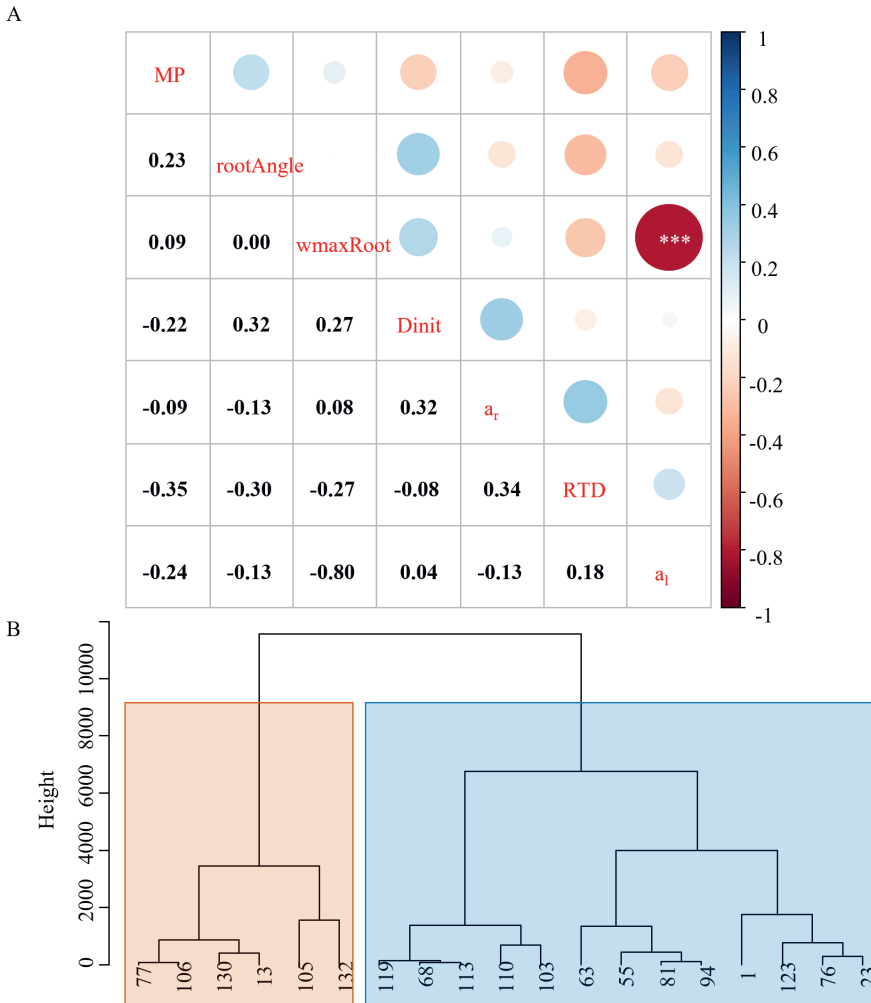 A
MP
1
0.8
0.23 rootAngle
0.6
0.09 0.00 wmaxRoot ***
0.4
0.2
-0.22 0.32 0.27 Dinit
0
-0.09 -0.13 0.08 0.32 a_r
-0.2
-0.4
-0.35 -0.30 -0.27 -0.08 0.34 RTD
-0.6
-0.24 -0.13 -0.80 0.04 -0.13 0.18 a_l
-0.8
-1
B
Height
10000
8000
6000
4000
2000
0
77 106 130 13 105 132 119 68 113 110 103 63 55 81 94 1 123 76 23